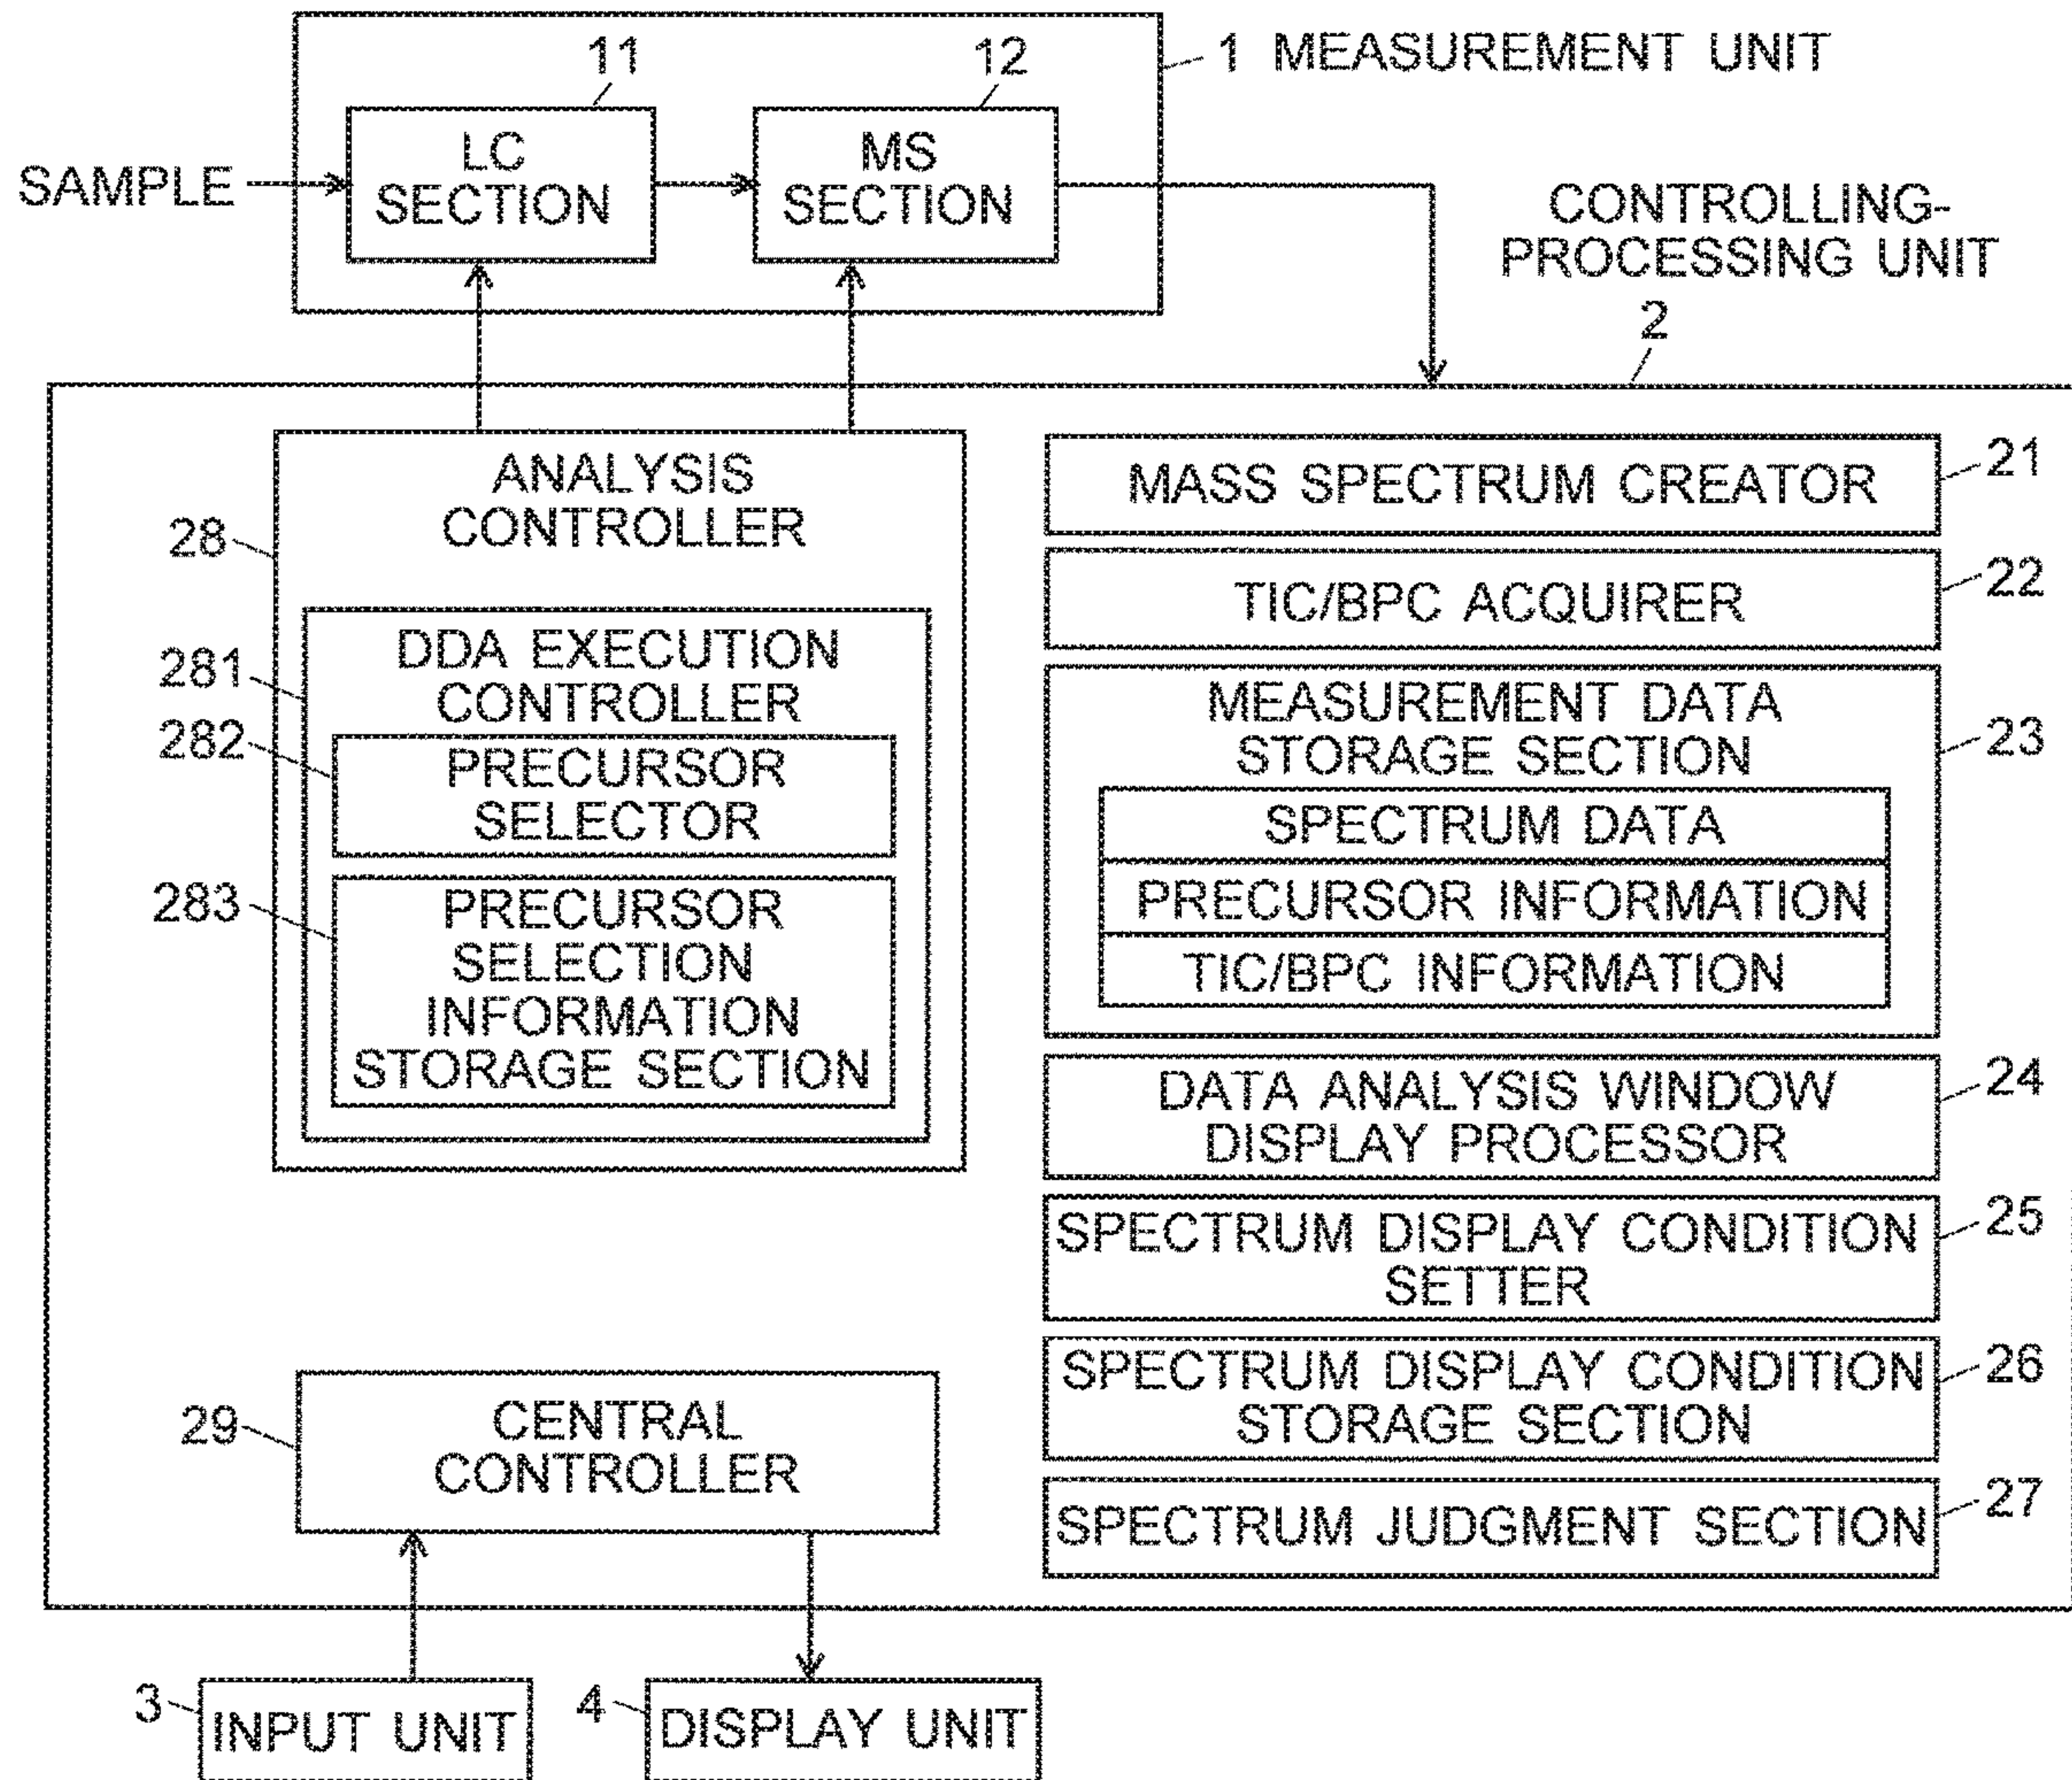 11
12
1 MEASUREMENT UNIT
LC
SECTION
MS
SECTION
SAMPLE
CONTROLLING-
PROCESSING UNIT
2
ANALYSIS
CONTROLLER
28
DDA EXECUTION
CONTROLLER
281
282
PRECURSOR
SELECTOR
283
PRECURSOR
SELECTION
INFORMATION
STORAGE SECTION
MASS SPECTRUM CREATOR
21
TIC/BPC ACQUIRER
22
MEASUREMENT DATA
STORAGE SECTION
23
SPECTRUM DATA
PRECURSOR INFORMATION
TIC/BPC INFORMATION
DATA ANALYSIS WINDOW
DISPLAY PROCESSOR
24
SPECTRUM DISPLAY CONDITION
SETTER
25
SPECTRUM DISPLAY CONDITION
STORAGE SECTION
26
SPECTRUM JUDGMENT SECTION
27
29
CENTRAL
CONTROLLER
3
INPUT UNIT
4
DISPLAY UNIT